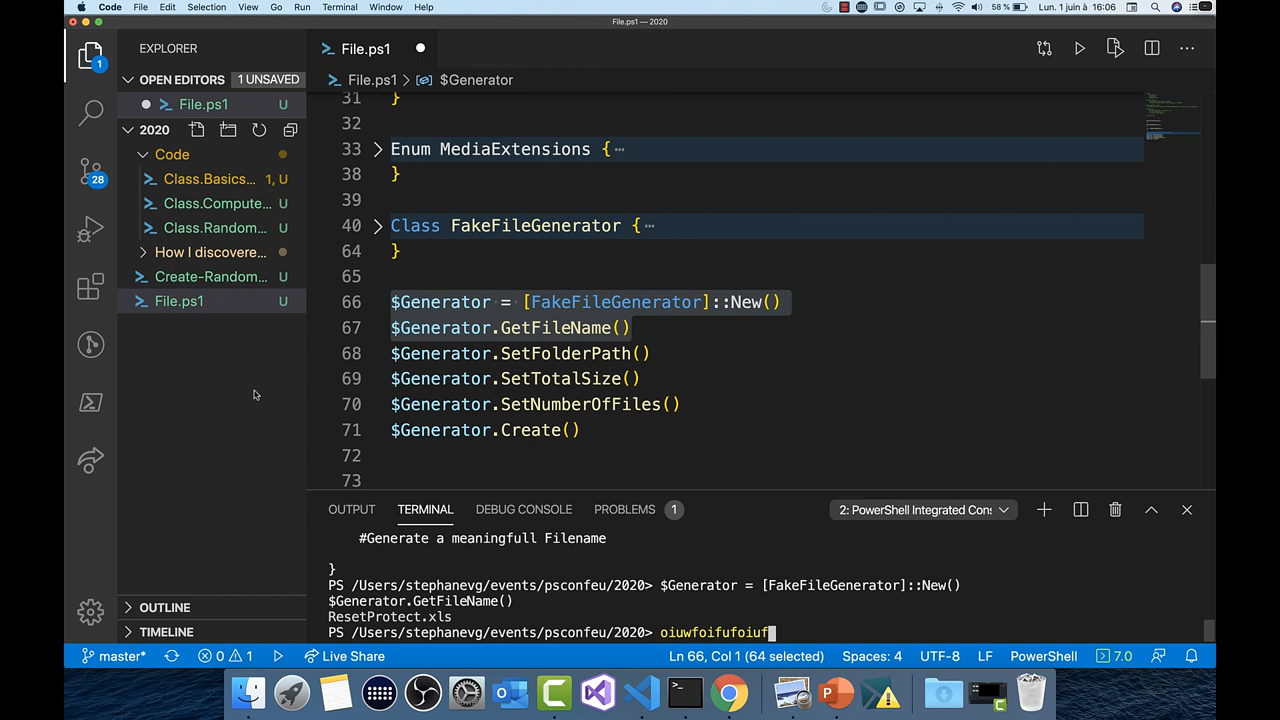 Code File Edit Selection View Go Run Terminal Window Help 58 % Lun. 1 juin à 16:06
File.ps1 — 2020
EXPLORER
OPEN EDITORS 1 UNSAVED
File.ps1 U
2020
Code
Class.Basics... 1, U
Class.Compute... U
Class.Random... U
How I discovere...
Create-Random... U
File.ps1 U
OUTLINE
TIMELINE
1
28
File.ps1
File.ps1 > $Generator
31 }
32
33 Enum MediaExtensions { ...
38 }
39
40 Class FakeFileGenerator { ...
64 }
65
66 $Generator = [FakeFileGenerator]::New()
67 $Generator.GetFileName()
68 $Generator.SetFolderPath()
69 $Generator.SetTotalSize()
70 $Generator.SetNumberOfFiles()
71 $Generator.Create()
72
73
OUTPUT TERMINAL DEBUG CONSOLE PROBLEMS 1 2: PowerShell Integrated Cons
#Generate a meaningfull Filename
}
PS /Users/stephanevg/events/psconfeu/2020> $Generator = [FakeFileGenerator]::New()
$Generator.GetFileName()
ResetProtect.xls
PS /Users/stephanevg/events/psconfeu/2020> oiuwfoifufoiuf
master* 0 1 Live Share Ln 66, Col 1 (64 selected) Spaces: 4 UTF-8 LF PowerShell 7.0